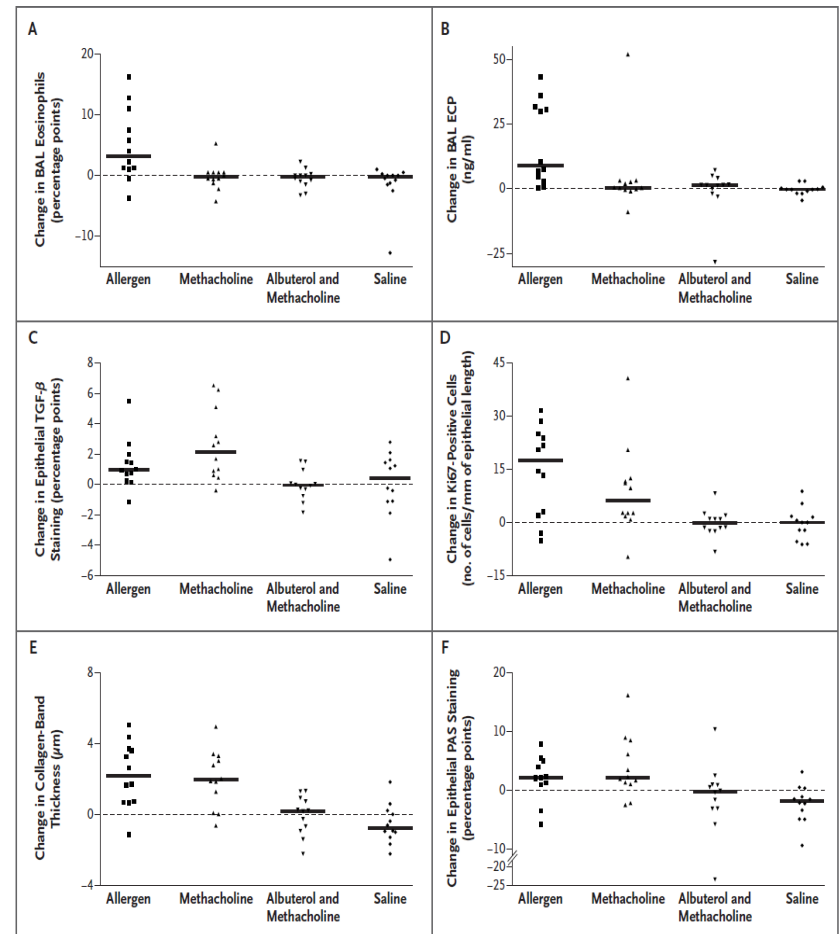 A
Change in BAL Eosinophils
(percentage points)
20
10
0
−10
Allergen
Methacholine
Albuterol and
Methacholine
Saline
B
Change in BAL ECP
(ng/ml)
50
25
0
−25
Allergen
Methacholine
Albuterol and
Methacholine
Saline
C
Change in Epithelial TGF-β
Staining (percentage points)
8
6
4
2
0
−2
−4
−6
Allergen
Methacholine
Albuterol and
Methacholine
Saline
D
Change in Ki67-Positive Cells
(no. of cells/mm of epithelial length)
45
30
15
0
−15
Allergen
Methacholine
Albuterol and
Methacholine
Saline
E
Change in Collagen-Band
Thickness (μm)
8
4
0
−4
Allergen
Methacholine
Albuterol and
Methacholine
Saline
F
Change in Epithelial PAS Staining
(percentage points)
20
10
0
−10
−20
−25
Allergen
Methacholine
Albuterol and
Methacholine
Saline